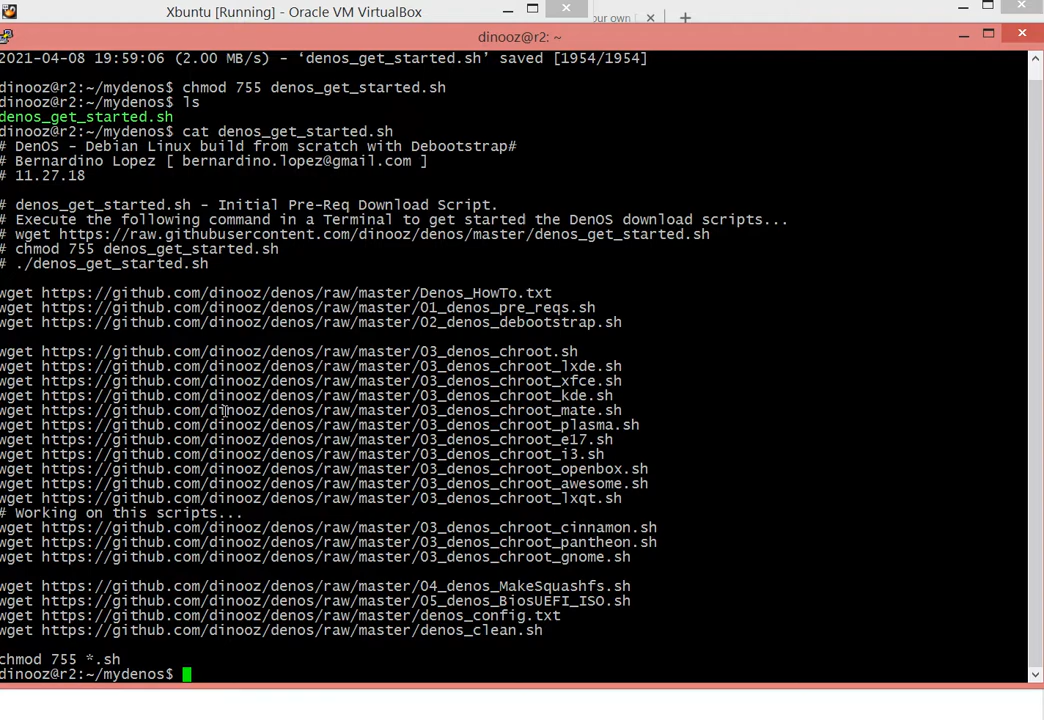 Xbuntu [Running] - Oracle VM VirtualBox
our own [
dinooz@r2: ~
2021-04-08 19:59:06 (2.00 MB/s) - ‘denos_get_started.sh’ saved [1954/1954]
dinooz@r2:~/mydenos$ chmod 755 denos_get_started.sh
dinooz@r2:~/mydenos$ ls
denos_get_started.sh
dinooz@r2:~/mydenos$ cat denos_get_started.sh
# DenOS - Debian Linux build from scratch with Debootstrap#
# Bernardino Lopez [ bernardino.lopez@gmail.com ]
# 11.27.18
# denos_get_started.sh - Initial Pre-Req Download Script.
# Execute the following command in a Terminal to get started the DenOS download scripts...
# wget https://raw.githubusercontent.com/dinooz/denos/master/denos_get_started.sh
# chmod 755 denos_get_started.sh
# ./denos_get_started.sh
wget https://github.com/dinooz/denos/raw/master/Denos_HowTo.txt
wget https://github.com/dinooz/denos/raw/master/01_denos_pre_reqs.sh
wget https://github.com/dinooz/denos/raw/master/02_denos_debootstrap.sh
wget https://github.com/dinooz/denos/raw/master/03_denos_chroot.sh
wget https://github.com/dinooz/denos/raw/master/03_denos_chroot_lxde.sh
wget https://github.com/dinooz/denos/raw/master/03_denos_chroot_xfce.sh
wget https://github.com/dinooz/denos/raw/master/03_denos_chroot_kde.sh
wget https://github.com/dinooz/denos/raw/master/03_denos_chroot_mate.sh
wget https://github.com/dinooz/denos/raw/master/03_denos_chroot_plasma.sh
wget https://github.com/dinooz/denos/raw/master/03_denos_chroot_e17.sh
wget https://github.com/dinooz/denos/raw/master/03_denos_chroot_i3.sh
wget https://github.com/dinooz/denos/raw/master/03_denos_chroot_openbox.sh
wget https://github.com/dinooz/denos/raw/master/03_denos_chroot_awesome.sh
wget https://github.com/dinooz/denos/raw/master/03_denos_chroot_lxqt.sh
# Working on this scripts...
wget https://github.com/dinooz/denos/raw/master/03_denos_chroot_cinnamon.sh
wget https://github.com/dinooz/denos/raw/master/03_denos_chroot_pantheon.sh
wget https://github.com/dinooz/denos/raw/master/03_denos_chroot_gnome.sh
wget https://github.com/dinooz/denos/raw/master/04_denos_MakeSquashfs.sh
wget https://github.com/dinooz/denos/raw/master/05_denos_BiosUEFI_ISO.sh
wget https://github.com/dinooz/denos/raw/master/denos_config.txt
wget https://github.com/dinooz/denos/raw/master/denos_clean.sh
chmod 755 *.sh
dinooz@r2:~/mydenos$